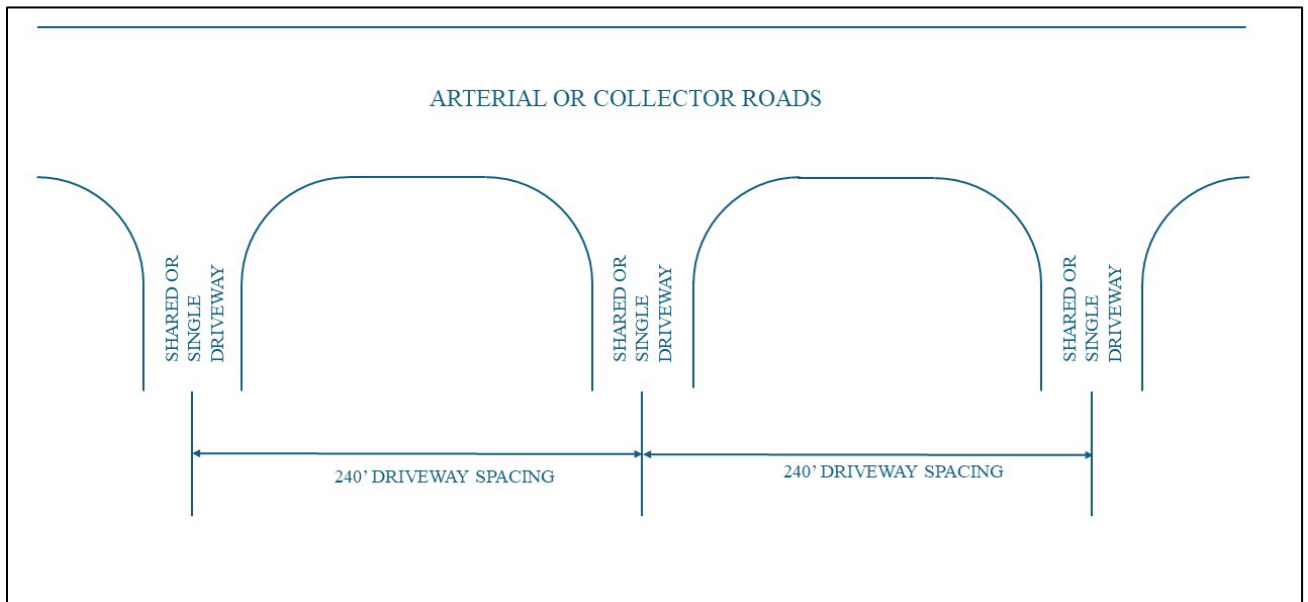 ARTERIAL OR COLLECTOR ROADS
SHARED OR
SINGLE
DRIVEWAY
SHARED OR
SINGLE
DRIVEWAY
SHARED OR
SINGLE
DRIVEWAY
240’ DRIVEWAY SPACING
240’ DRIVEWAY SPACING